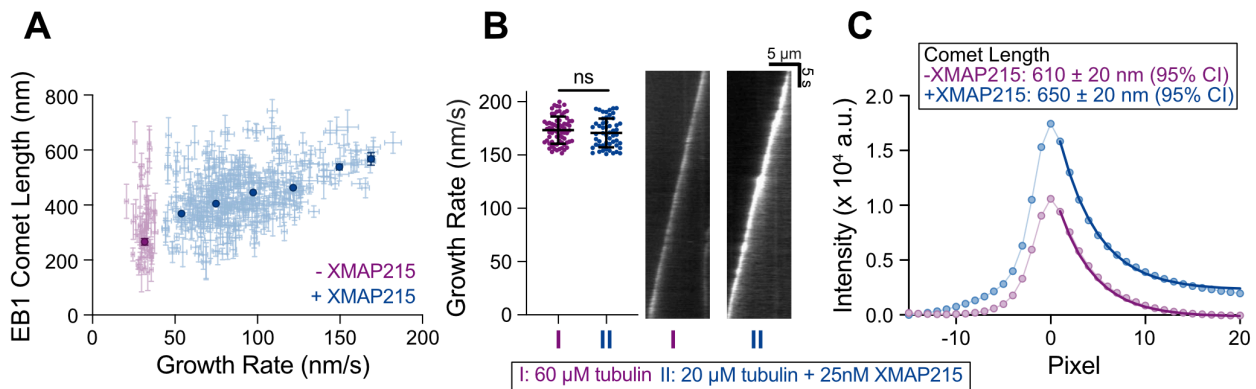 A
EB1 Comet Length (nm)
800
600
400
200
0
0
50
100
150
200
Growth Rate (nm/s)
- XMAP215
+ XMAP215
B
ns
Growth Rate (nm/s)
200
150
100
50
0
I
II
5 µm
5 s
I
II
I: 60 µM tubulin II: 20 µM tubulin + 25nM XMAP215
C
Comet Length
-XMAP215: 610 ± 20 nm (95% CI)
+XMAP215: 650 ± 20 nm (95% CI)
Intensity (x 10⁴ a.u.)
2.0
1.5
1.0
0.5
0.0
-10
0
10
20
Pixel